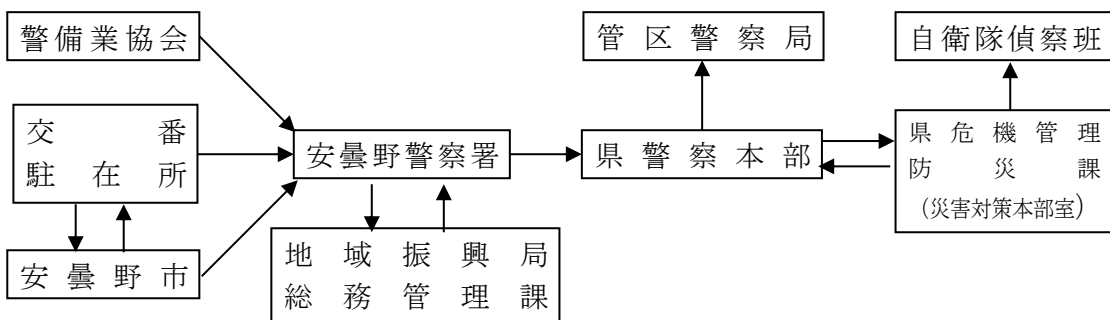 警備業協会
管区警察局
自衛隊偵察班
交番
駐在所
安曇野警察署
県警察本部
県危機管理
防災課
(災害対策本部室)
安曇野市
地域振興局
総務管理課